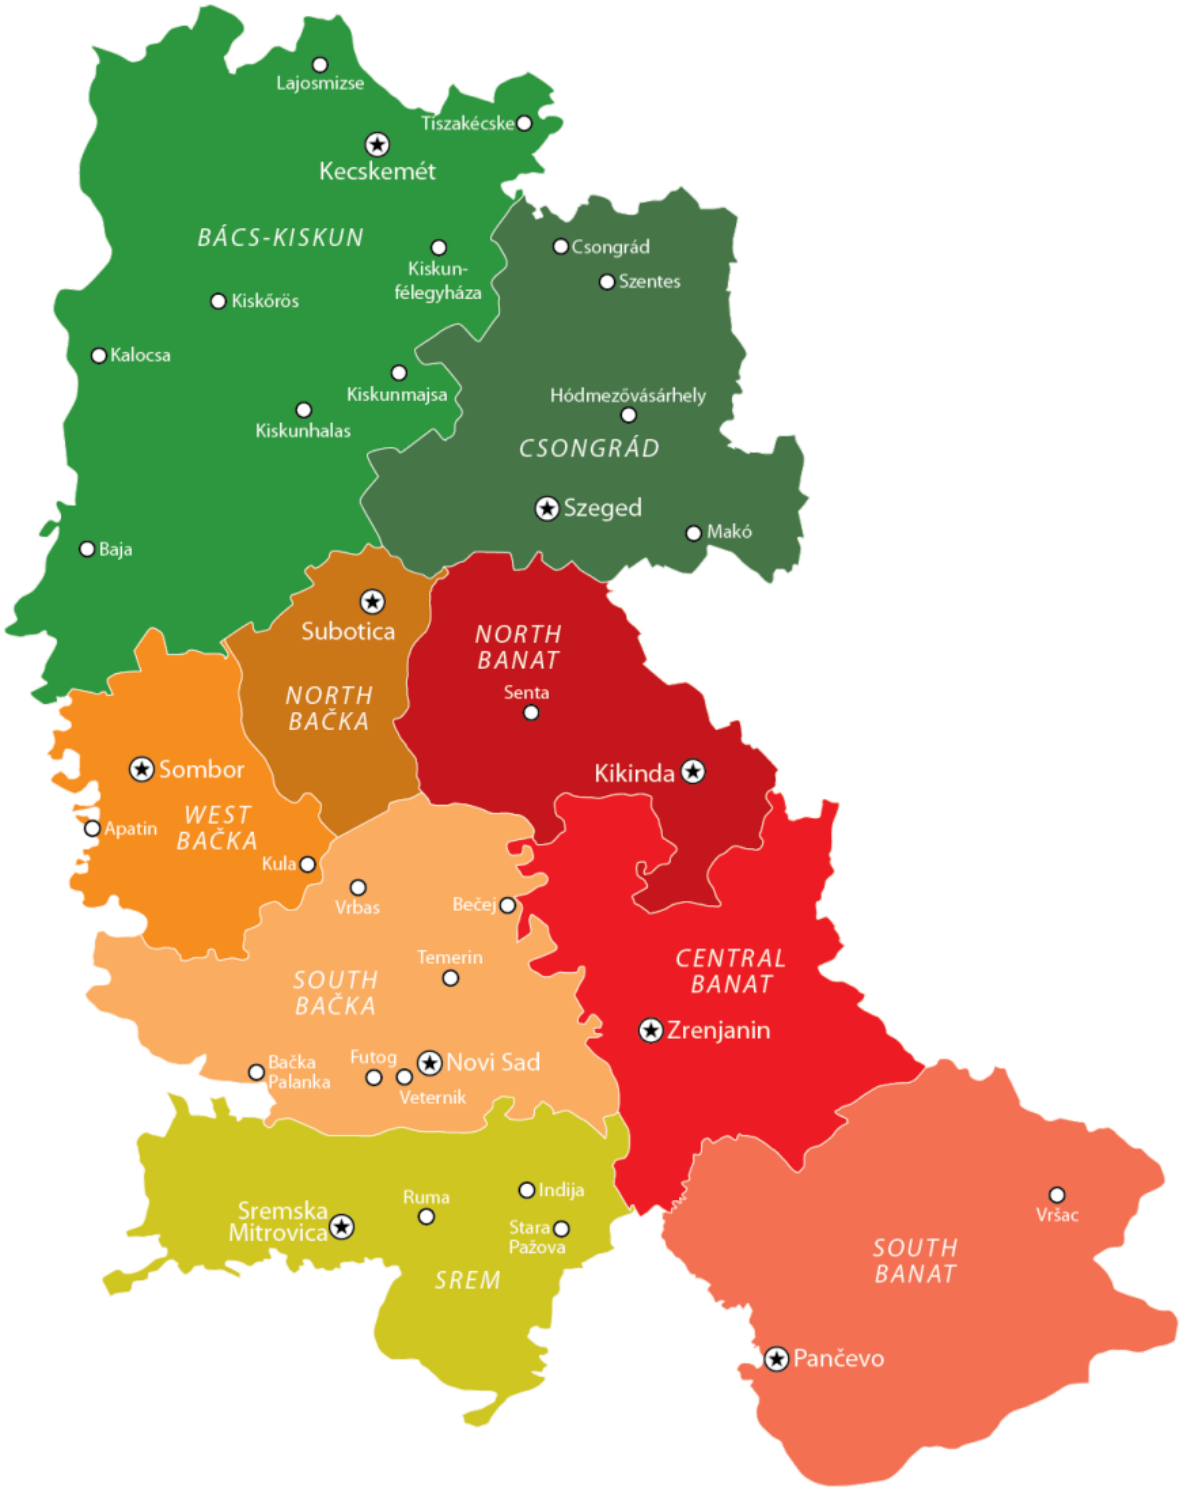 Lajosmizse
Tiszakécske
Kecskemét
BÁCS-KISKUN
Csongrád
Kiskun-
félegyháza
Szentes
Kiskőrös
Kalocsa
Kiskunmajsa
Hódmezővásárhely
Kiskunhalas
CSONGRÁD
Szeged
Makó
Baja
Subotica
NORTH
BANAT
Senta
NORTH
BAČKA
Sombor
Kikinda
WEST
BAČKA
Apatin
Kula
Vrbas
Bečej
Temerin
CENTRAL
BANAT
SOUTH
BAČKA
Zrenjanin
Futog
Novi Sad
Bačka
Palanka
Veternik
Indija
Ruma
Sremska
Mitrovica
Stara
Pažova
Vršac
SREM
SOUTH
BANAT
Pančevo